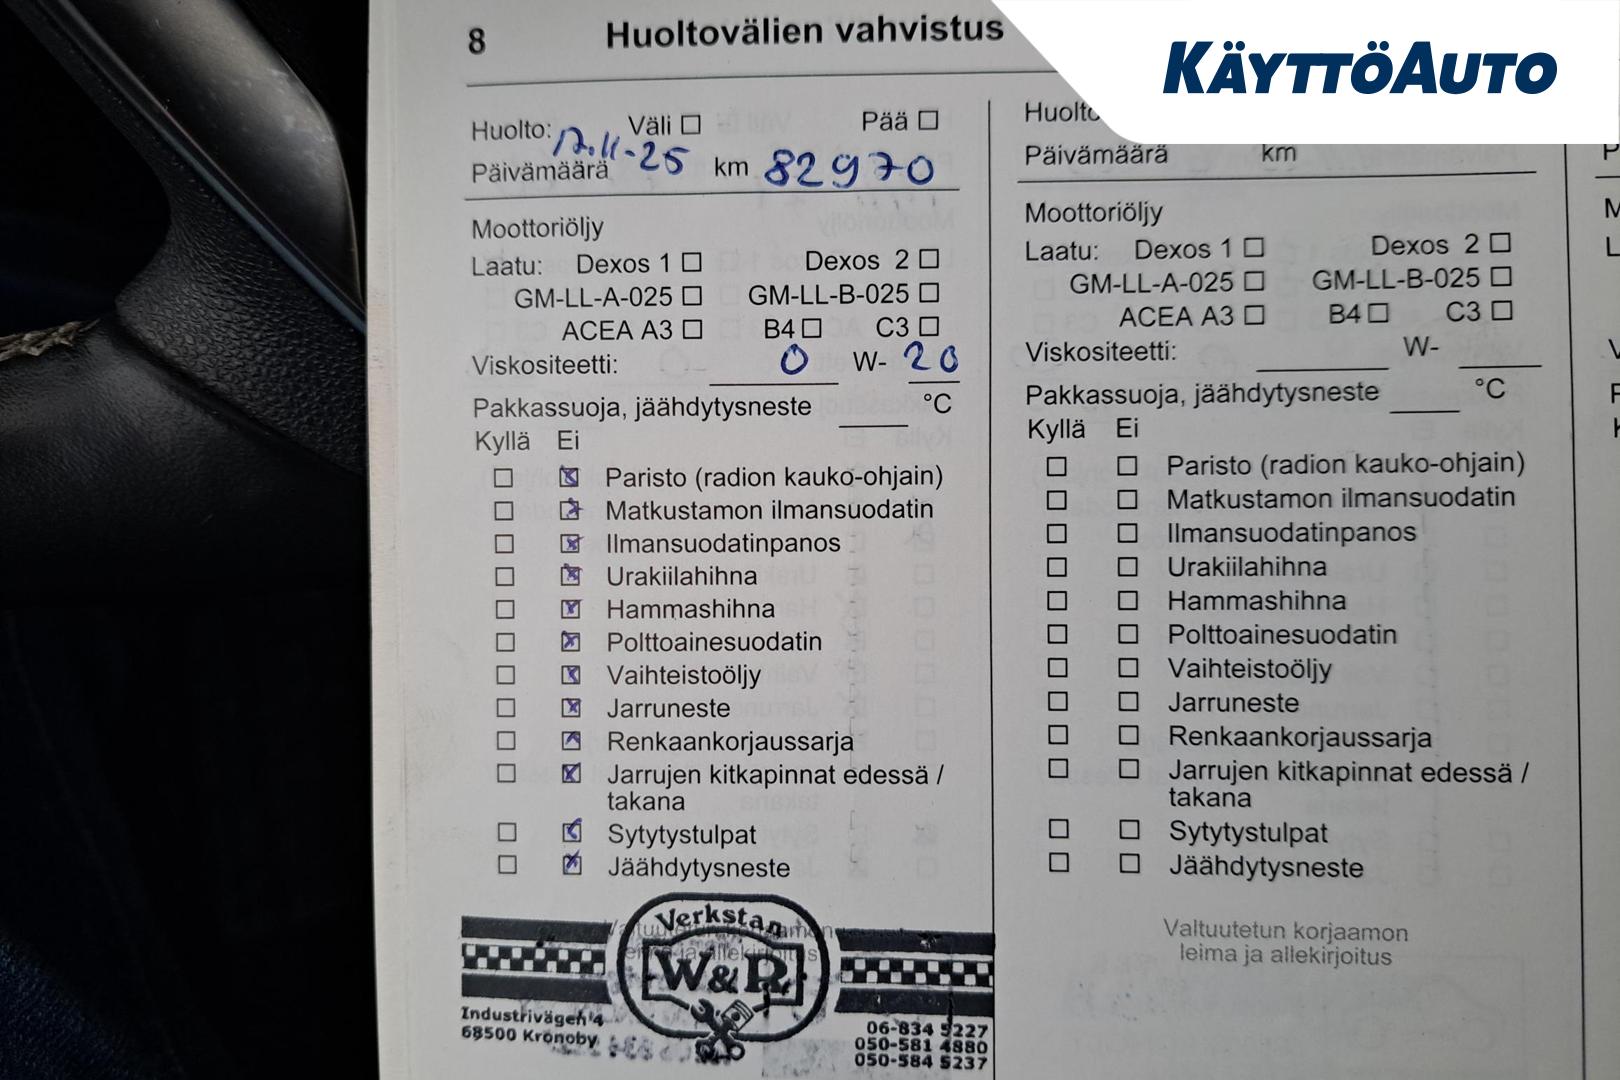 8 Huoltovälien vahvistus
KÄYTTÖAUTO
Huolto: Väli Pää
Päivämäärä 17.11-25 km 82970
Moottoriöljy
Laatu: Dexos 1 Dexos 2
GM-LL-A-025 GM-LL-B-025
ACEA A3 B4 C3
Viskositeetti: 0 W- 20
Pakkassuoja, jäähdytysneste °C
Kyllä Ei
Paristo (radion kauko-ohjain)
Matkustamon ilmansuodatin
Ilmansuodatinpanos
Urakiilahihna
Hammashihna
Polttoainesuodatin
Vaihteistoöljy
Jarruneste
Renkaankorjaussarja
Jarrujen kitkapinnat edessä /
takana
Sytytystulpat
Jäähdytysneste
Valtuutetun korjaamon
leima ja allekirjoitus
Verkstan
W&R
Industrivägen 4
68500 Kronoby
06-834 5227
050-581 4880
050-584 5237
Päivämäärä km
Moottoriöljy
Laatu: Dexos 1 Dexos 2
GM-LL-A-025 GM-LL-B-025
ACEA A3 B4 C3
Viskositeetti: W-
Pakkassuoja, jäähdytysneste °C
Kyllä Ei
Paristo (radion kauko-ohjain)
Matkustamon ilmansuodatin
Ilmansuodatinpanos
Urakiilahihna
Hammashihna
Polttoainesuodatin
Vaihteistoöljy
Jarruneste
Renkaankorjaussarja
Jarrujen kitkapinnat edessä /
takana
Sytytystulpat
Jäähdytysneste
Valtuutetun korjaamon
leima ja allekirjoitus